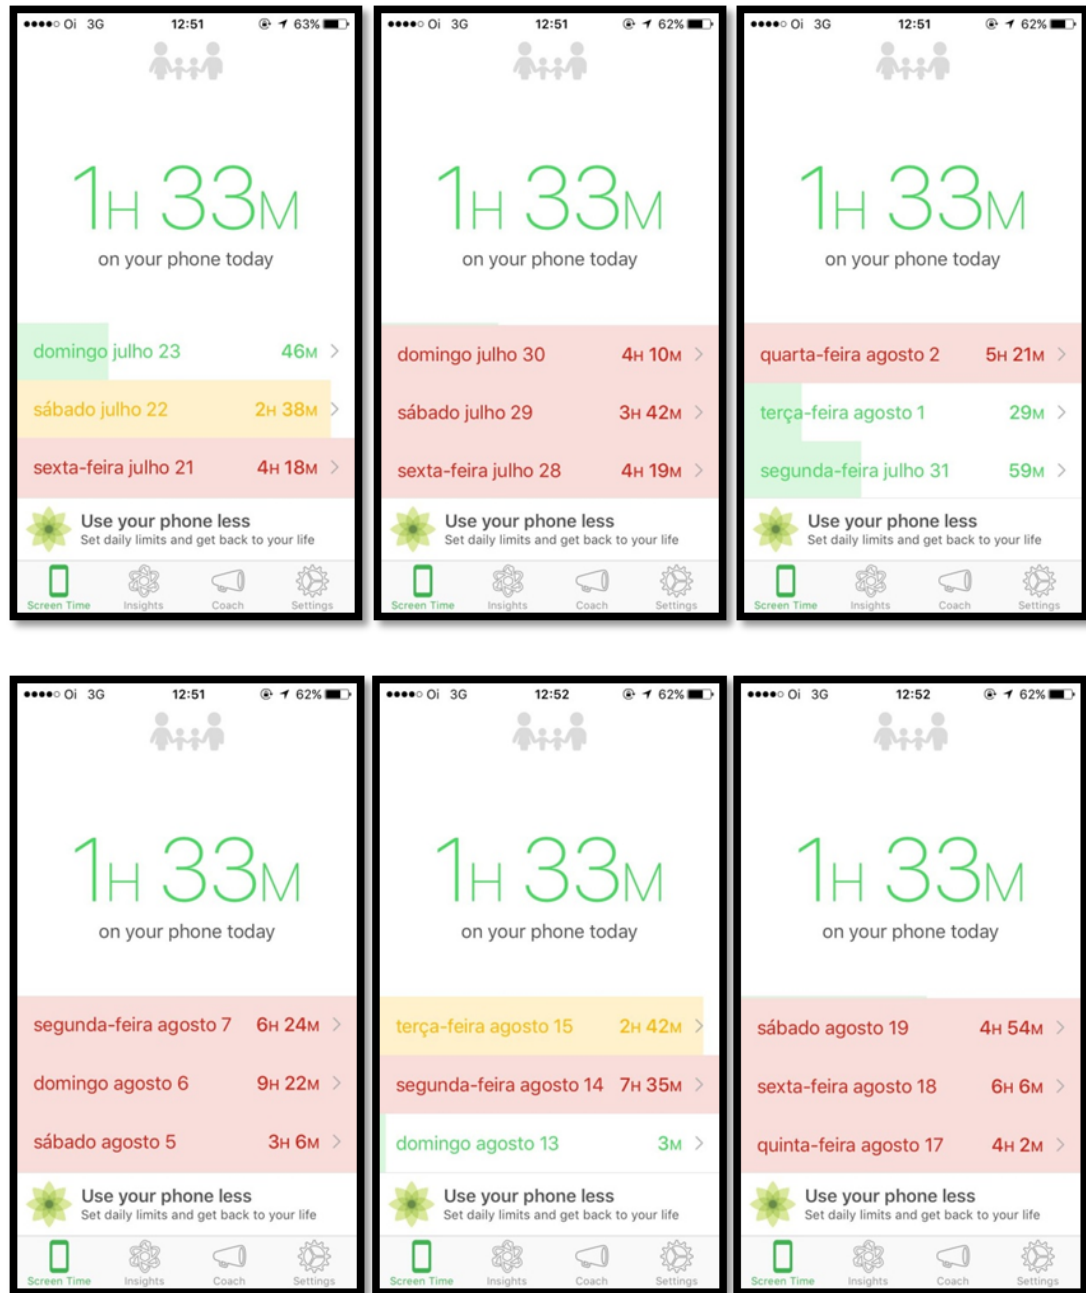 ●●●●○ Oi 3G 12:51 63%
1H 33M
on your phone today
domingo julho 23 46M
sábado julho 22 2H 38M
sexta-feira julho 21 4H 18M
Use your phone less
Set daily limits and get back to your life
Screen Time Insights Coach Settings
●●●●○ Oi 3G 12:51 62%
1H 33M
on your phone today
domingo julho 30 4H 10M
sábado julho 29 3H 42M
sexta-feira julho 28 4H 19M
Use your phone less
Set daily limits and get back to your life
Screen Time Insights Coach Settings
●●●●○ Oi 3G 12:51 62%
1H 33M
on your phone today
quarta-feira agosto 2 5H 21M
terça-feira agosto 1 29M
segunda-feira julho 31 59M
Use your phone less
Set daily limits and get back to your life
Screen Time Insights Coach Settings
●●●●○ Oi 3G 12:51 62%
1H 33M
on your phone today
segunda-feira agosto 7 6H 24M
domingo agosto 6 9H 22M
sábado agosto 5 3H 6M
Use your phone less
Set daily limits and get back to your life
Screen Time Insights Coach Settings
●●●●○ Oi 3G 12:52 62%
1H 33M
on your phone today
terça-feira agosto 15 2H 42M
segunda-feira agosto 14 7H 35M
domingo agosto 13 3M
Use your phone less
Set daily limits and get back to your life
Screen Time Insights Coach Settings
●●●●○ Oi 3G 12:52 62%
1H 33M
on your phone today
sábado agosto 19 4H 54M
sexta-feira agosto 18 6H 6M
quinta-feira agosto 17 4H 2M
Use your phone less
Set daily limits and get back to your life
Screen Time Insights Coach Settings